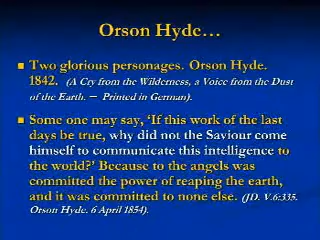 Orson Hyde…
Two glorious personages. Orson Hyde.
1842. (A Cry from the Wilderness, a Voice from the Dust
of the Earth. – Printed in German).
Some one may say, ‘If this work of the last
days be true, why did not the Saviour come
himself to communicate this intelligence to
the world?’ Because to the angels was
committed the power of reaping the earth,
and it was committed to none else. (JD. V.6:335.
Orson Hyde. 6 April 1854).